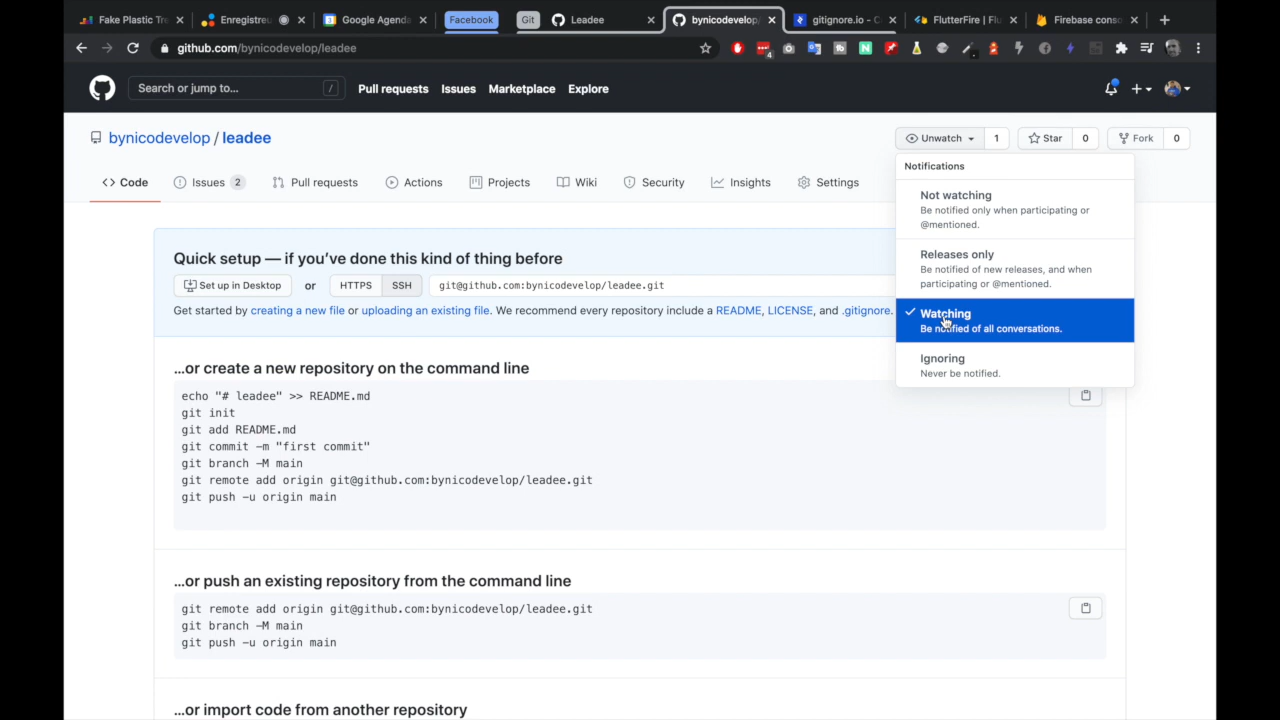 Fake Plastic Tre
Enregistreu
Google Agenda
Facebook
Git
Leadee
bynicodevelop/
gitignore.io - C
FlutterFire | Flu
Firebase conso
github.com/bynicodevelop/leadee
4
Search or jump to...
/
Pull requests
Issues
Marketplace
Explore
bynicodevelop / leadee
Unwatch
1
Star
0
Fork
0
<> Code
Issues 2
Pull requests
Actions
Projects
Wiki
Security
Insights
Settings
Notifications
Not watching
Be notified only when participating or
@mentioned.
Releases only
Be notified of new releases, and when
participating or @mentioned.
Watching
Be notified of all conversations.
Ignoring
Never be notified.
Quick setup — if you've done this kind of thing before
Set up in Desktop or HTTPS SSH git@github.com:bynicodevelop/leadee.git
Get started by creating a new file or uploading an existing file. We recommend every repository include a README, LICENSE, and .gitignore.
…or create a new repository on the command line
echo "# leadee" >> README.md
git init
git add README.md
git commit -m "first commit"
git branch -M main
git remote add origin git@github.com:bynicodevelop/leadee.git
git push -u origin main
…or push an existing repository from the command line
git remote add origin git@github.com:bynicodevelop/leadee.git
git branch -M main
git push -u origin main
…or import code from another repository